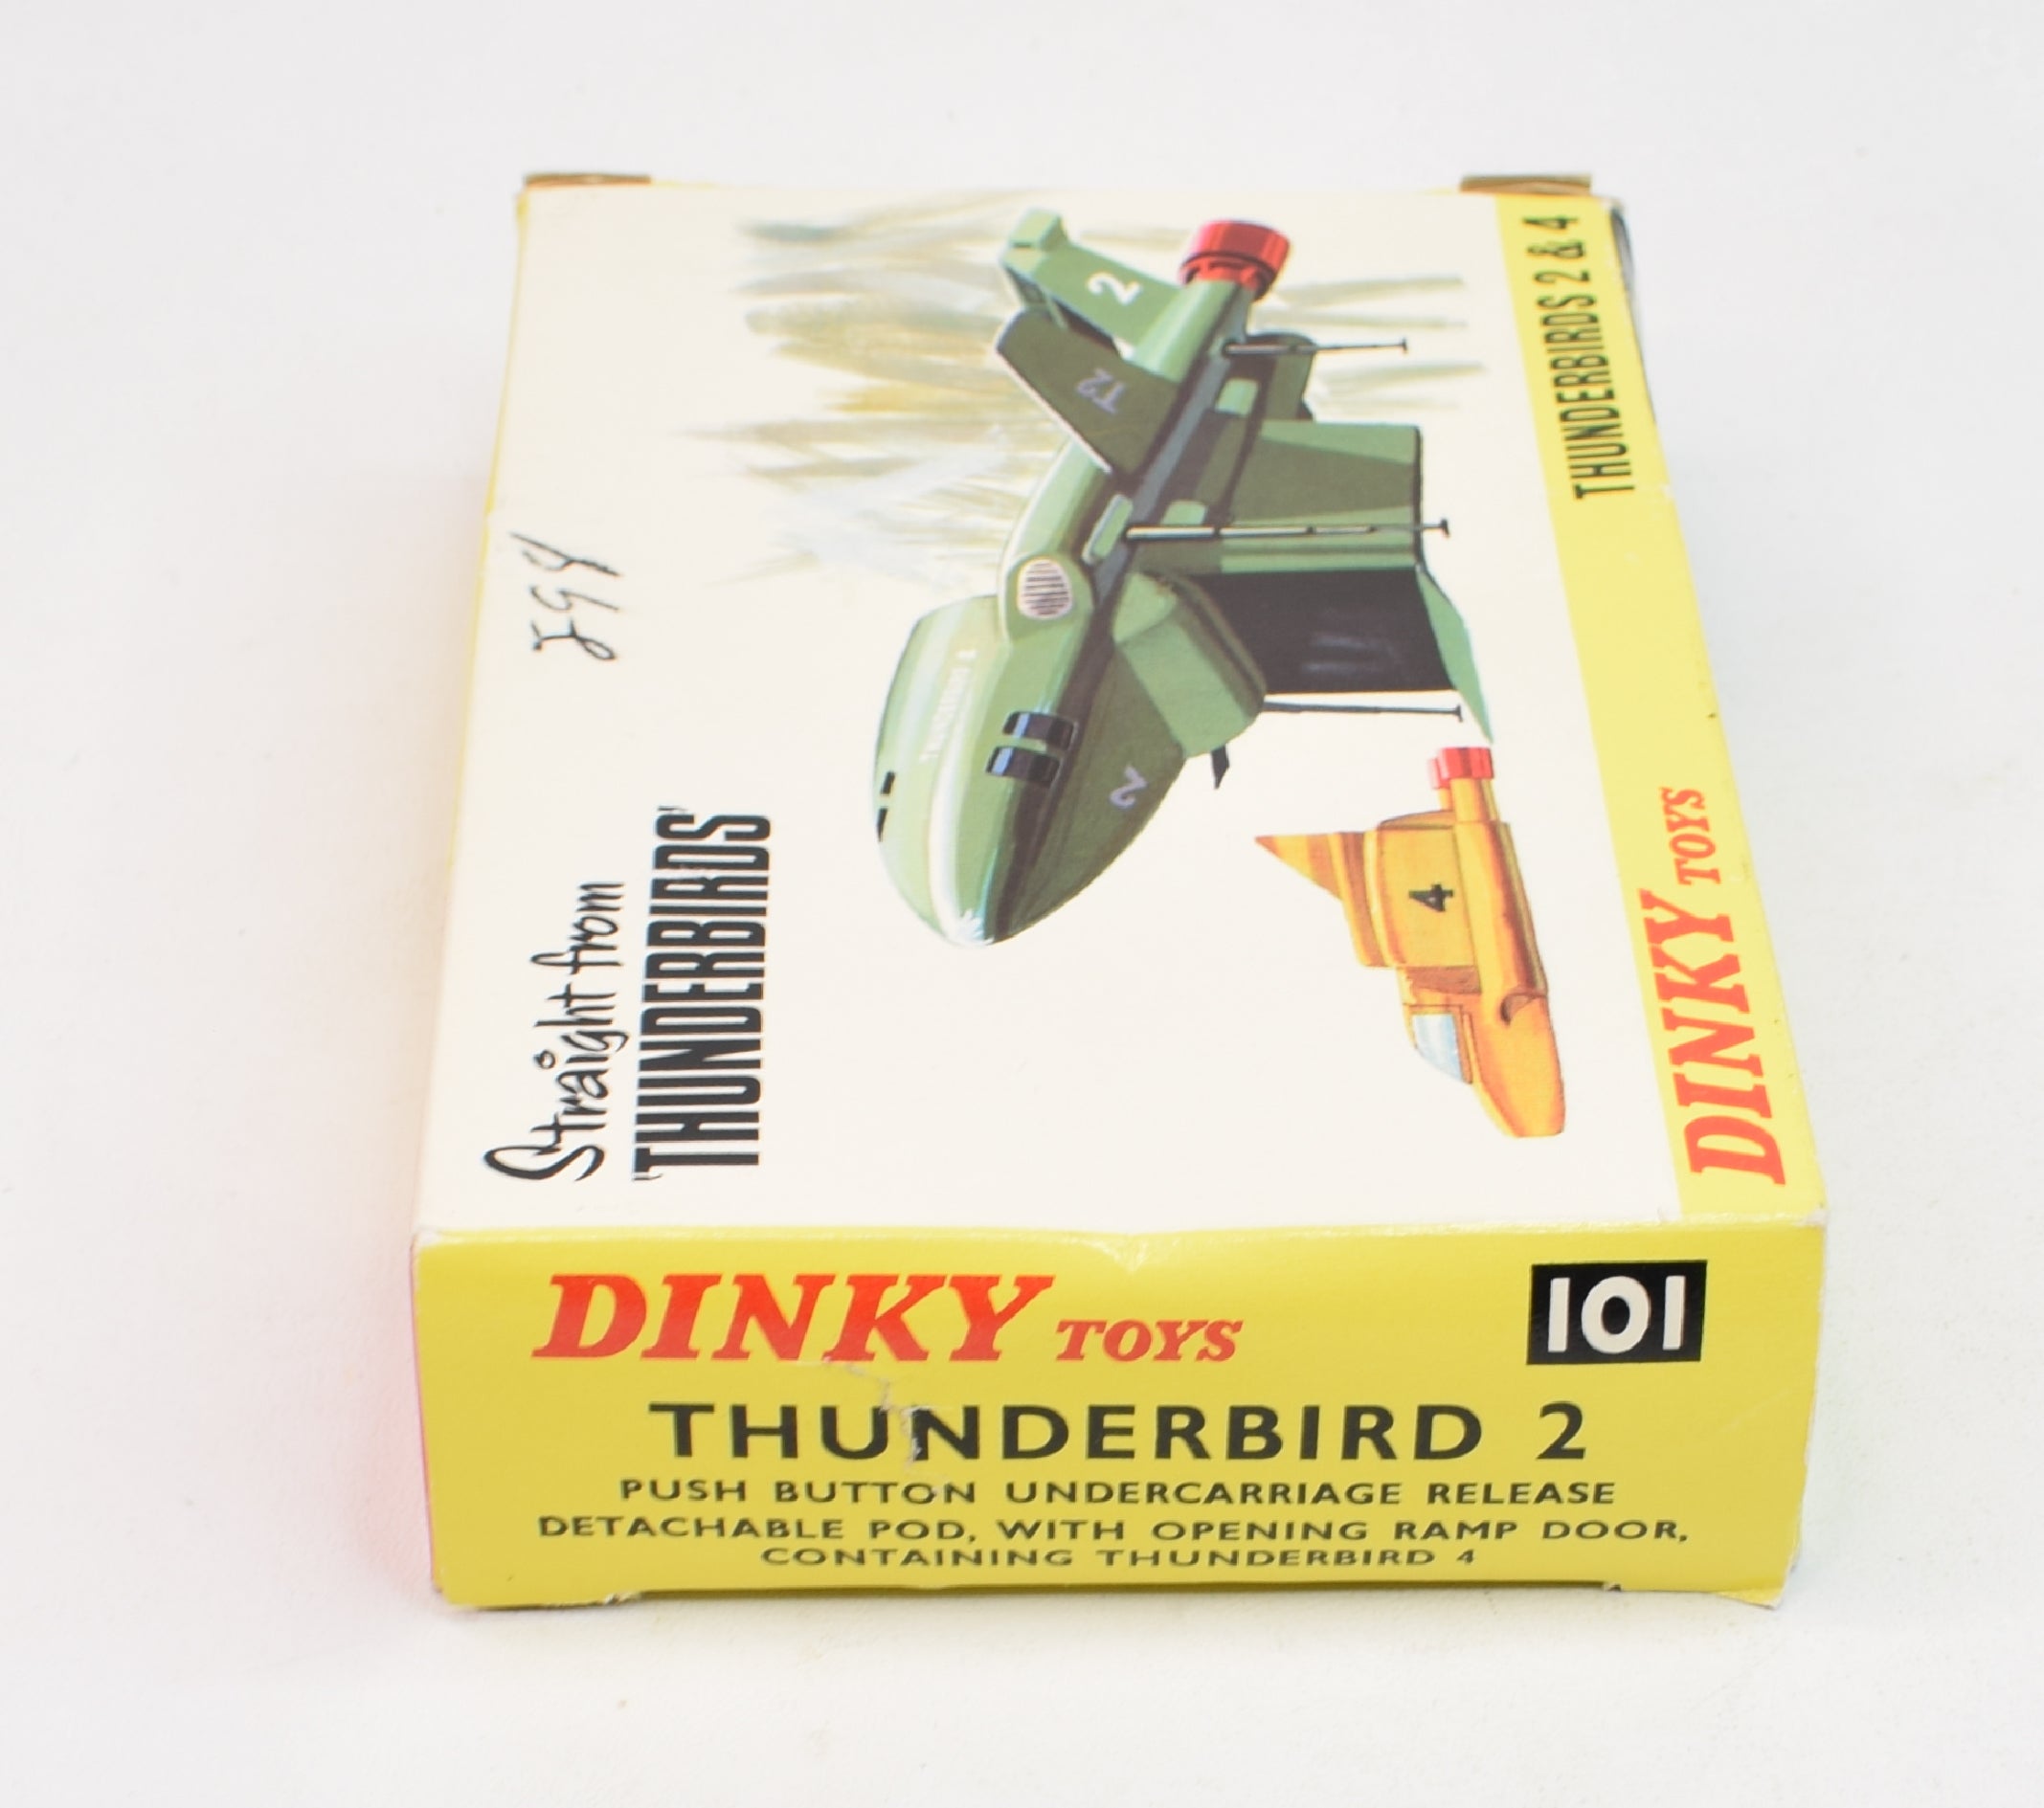 Straight from
"THUNDERBIRDS"
2
T2
2
4
THUNDERBIRDS 2 & 4
DINKY TOYS
DINKY TOYS
101
THUNDERBIRD 2
PUSH BUTTON UNDERCARRIAGE RELEASE
DETACHABLE POD, WITH OPENING RAMP DOOR,
CONTAINING THUNDERBIRD 4